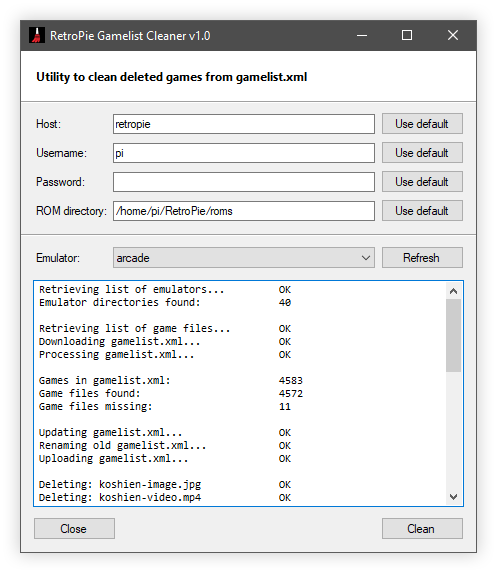 RetroPie Gamelist Cleaner v1.0
Utility to clean deleted games from gamelist.xml
Host: retropie Use default
Username: pi Use default
Password: Use default
ROM directory: /home/pi/RetroPie/roms Use default
Emulator: arcade Refresh
Retrieving list of emulators... OK
Emulator directories found: 40
Retrieving list of game files... OK
Downloading gamelist.xml... OK
Processing gamelist.xml... OK
Games in gamelist.xml: 4583
Game files found: 4572
Game files missing: 11
Updating gamelist.xml... OK
Renaming old gamelist.xml... OK
Uploading gamelist.xml... OK
Deleting: koshien-image.jpg OK
Deleting: koshien-video.mp4 OK
Close Clean